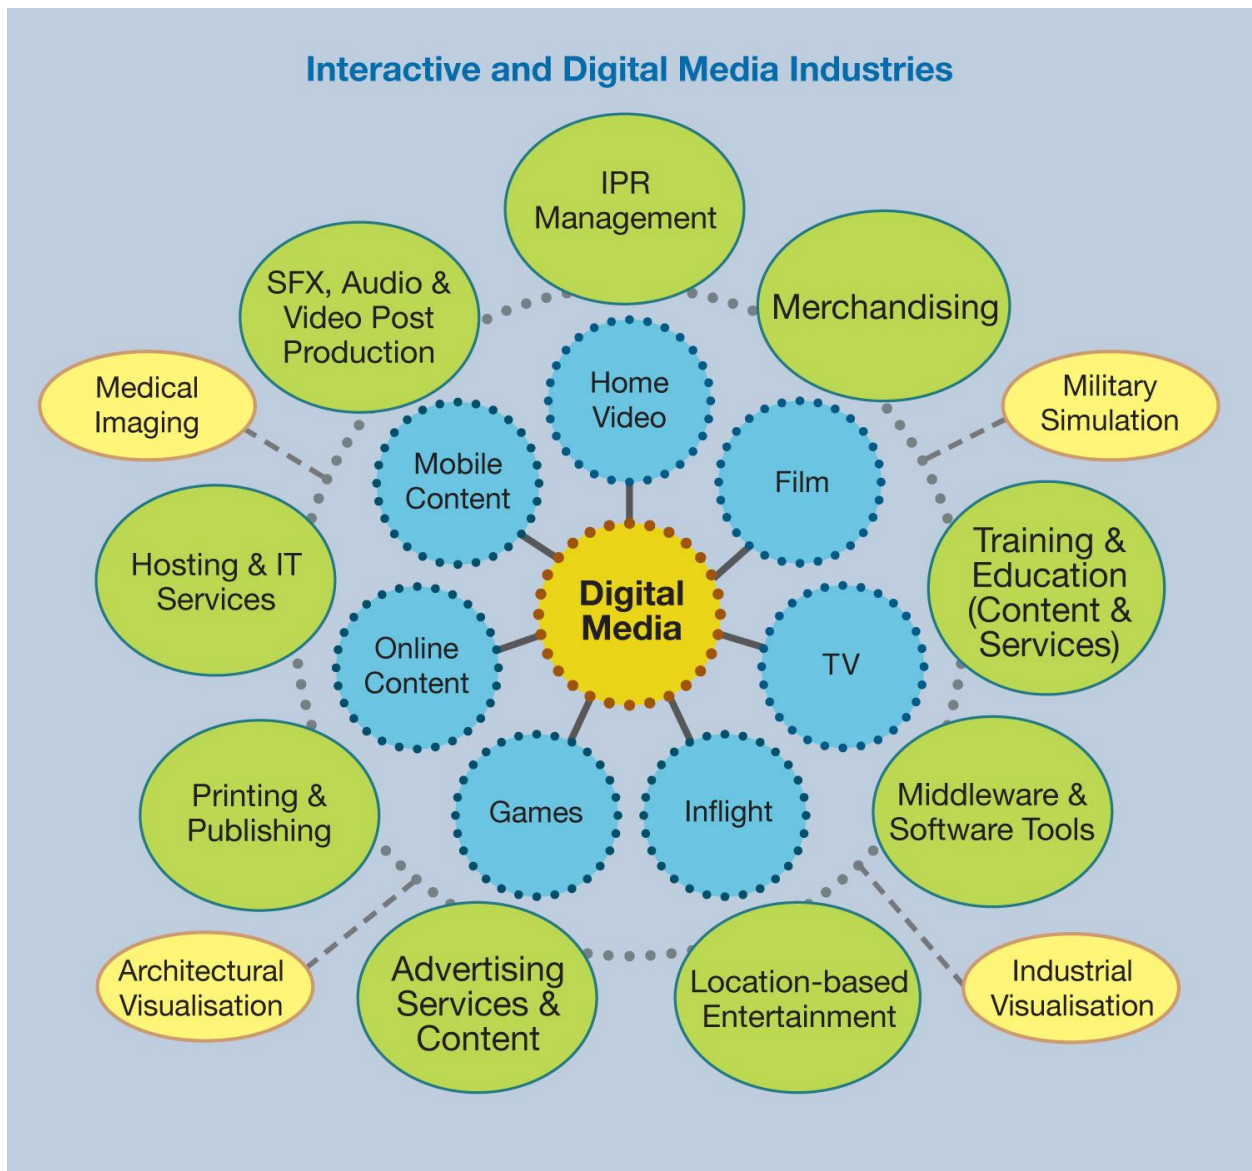 Interactive and Digital Media Industries
IPR
Management
SFX, Audio &
Video Post
Production
Merchandising
Medical
Imaging
Home
Video
Military
Simulation
Mobile
Content
Film
Hosting & IT
Services
Digital
Media
Training &
Education
(Content &
Services)
Online
Content
TV
Printing &
Publishing
Games
Inflight
Middleware &
Software Tools
Architectural
Visualisation
Advertising
Services &
Content
Location-based
Entertainment
Industrial
Visualisation